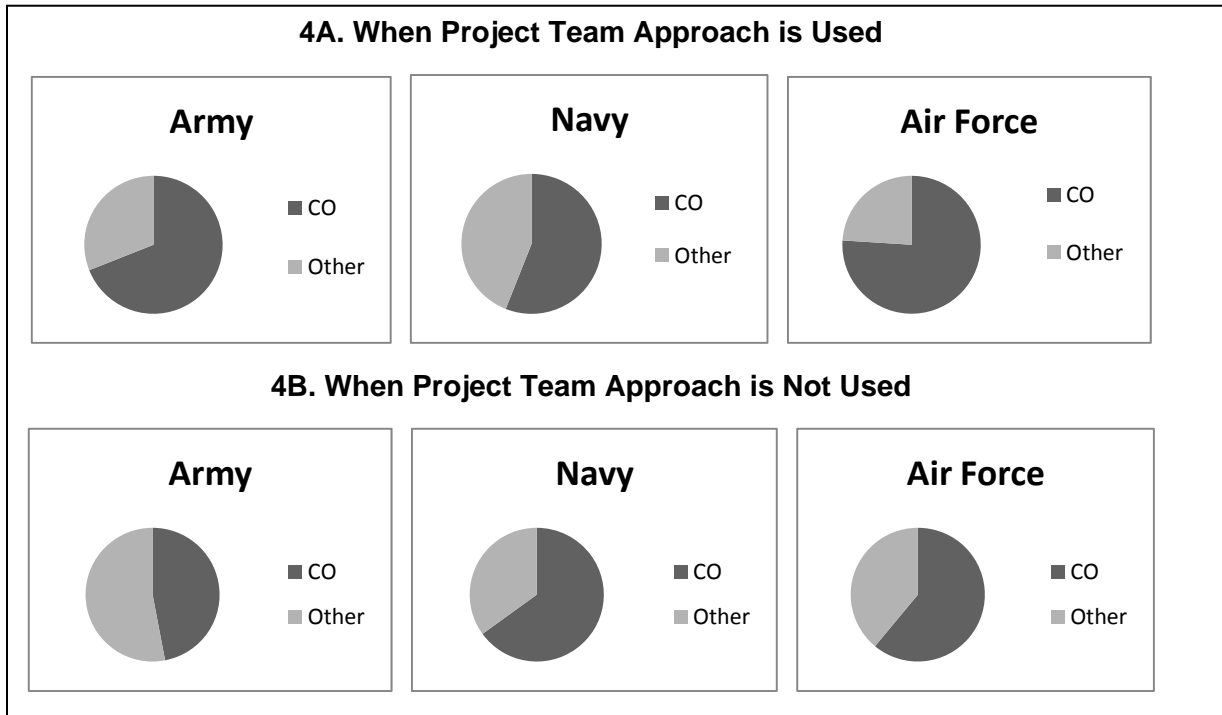 4A. When Project Team Approach is Used
Army
CO
Other
Navy
CO
Other
Air Force
CO
Other
4B. When Project Team Approach is Not Used
Army
CO
Other
Navy
CO
Other
Air Force
CO
Other